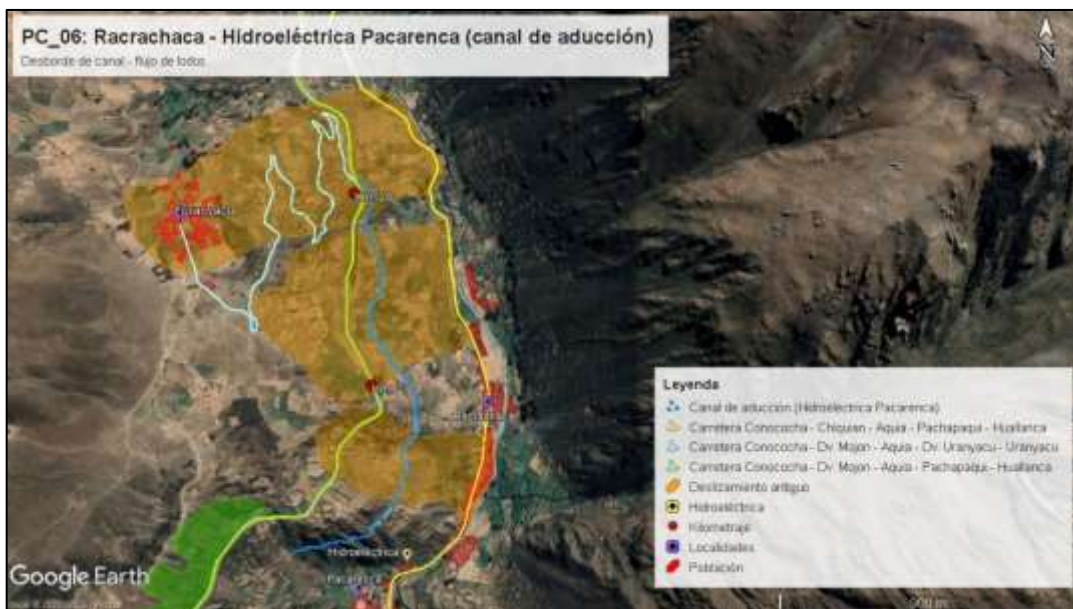 PC_06: Racrachaca - Hidroeléctrica Pacarenca (canal de aducción)
Desborde de canal - flujo de lodos
N
Leyenda
Canal de aducción (Hidroeléctrica Pacarenca)
Carretera Conococha - Chiquian - Aquia - Pachapaqui - Huallanca
Carretera Conococha - Dv. Mojon - Aquia - Dv. Uranyacu - Uranyacu
Carretera Conococha - Dv. Mojon - Aquia - Pachapaqui - Huallanca
Deslizamiento antiguo
Hidroeléctrica
Kilometraje
Localidades
Población
Hidroeléctrica
Pacarenca
Google Earth
900 m